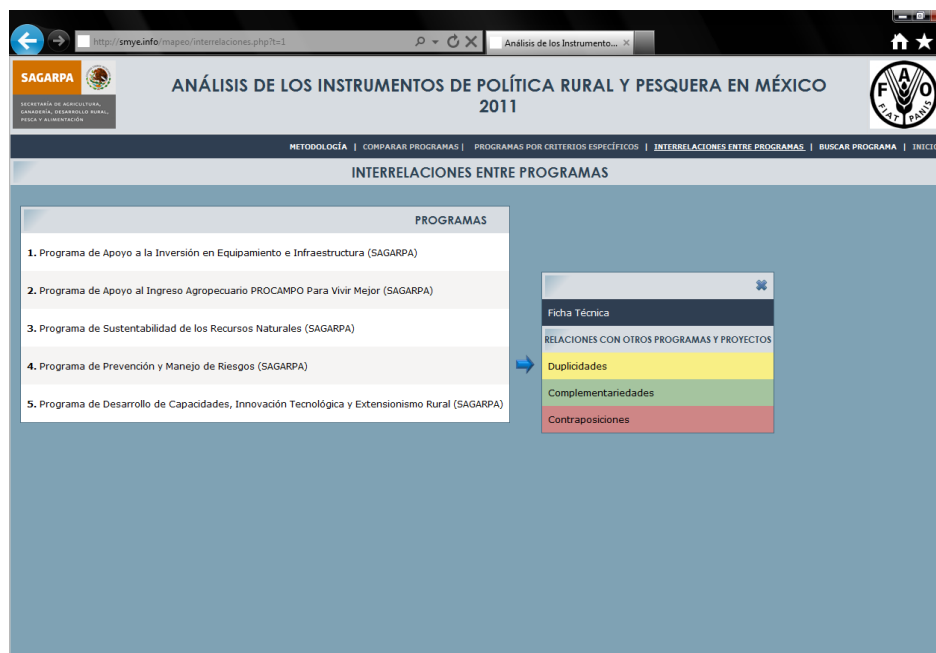 http://smye.info/mapeo/interrelaciones.php?t=1
Análisis de los Instrumento...
SAGARPA
SECRETARÍA DE AGRICULTURA,
GANADERÍA, DESARROLLO RURAL,
PESCA Y ALIMENTACIÓN
ANÁLISIS DE LOS INSTRUMENTOS DE POLÍTICA RURAL Y PESQUERA EN MÉXICO
2011
FAO
FIAT PANIS
METODOLOGÍA | COMPARAR PROGRAMAS | PROGRAMAS POR CRITERIOS ESPECÍFICOS | INTERRELACIONES ENTRE PROGRAMAS | BUSCAR PROGRAMA | INICIO
INTERRELACIONES ENTRE PROGRAMAS
PROGRAMAS
1. Programa de Apoyo a la Inversión en Equipamiento e Infraestructura (SAGARPA)
2. Programa de Apoyo al Ingreso Agropecuario PROCAMPO Para Vivir Mejor (SAGARPA)
3. Programa de Sustentabilidad de los Recursos Naturales (SAGARPA)
4. Programa de Prevención y Manejo de Riesgos (SAGARPA)
5. Programa de Desarrollo de Capacidades, Innovación Tecnológica y Extensionismo Rural (SAGARPA)
Ficha Técnica
RELACIONES CON OTROS PROGRAMAS Y PROYECTOS
Duplicidades
Complementariedades
Contraposiciones